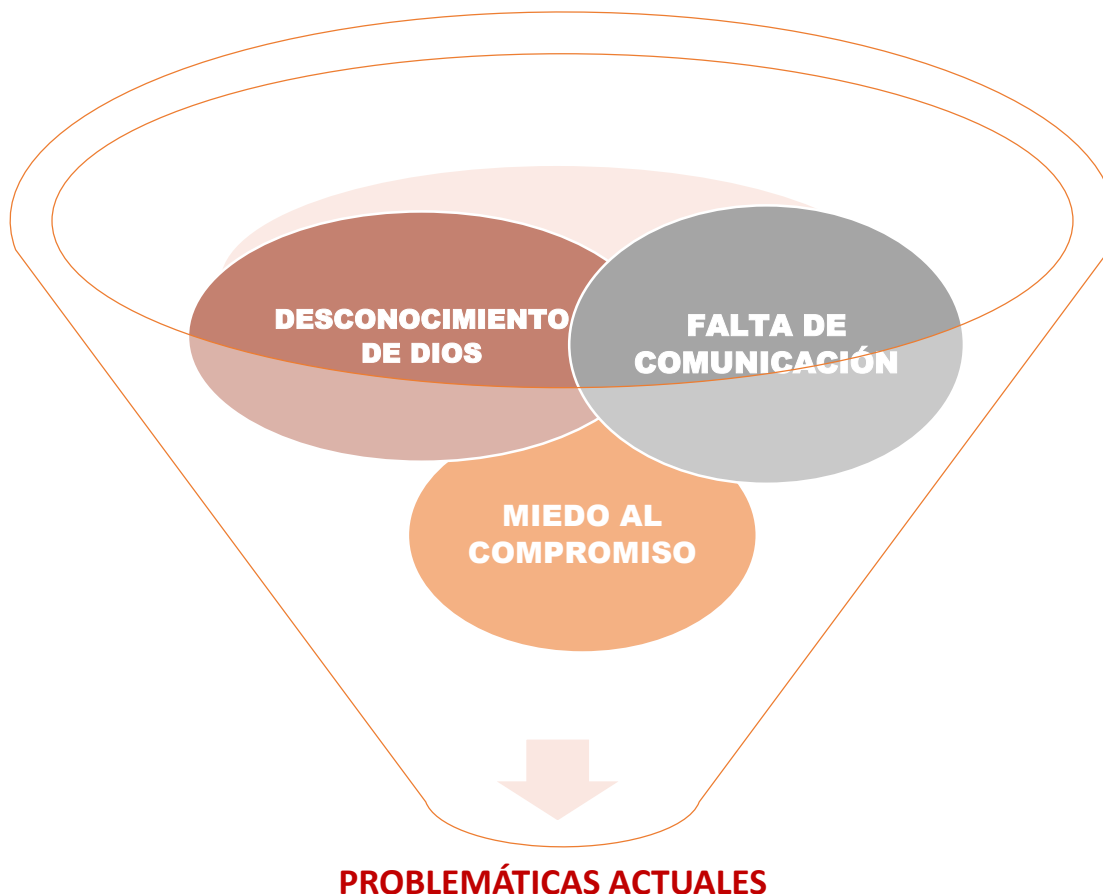 DESCONOCIMIENTO
DE DIOS
FALTA DE
COMUNICACIÓN
MIEDO AL
COMPROMISO
PROBLEMÁTICAS ACTUALES